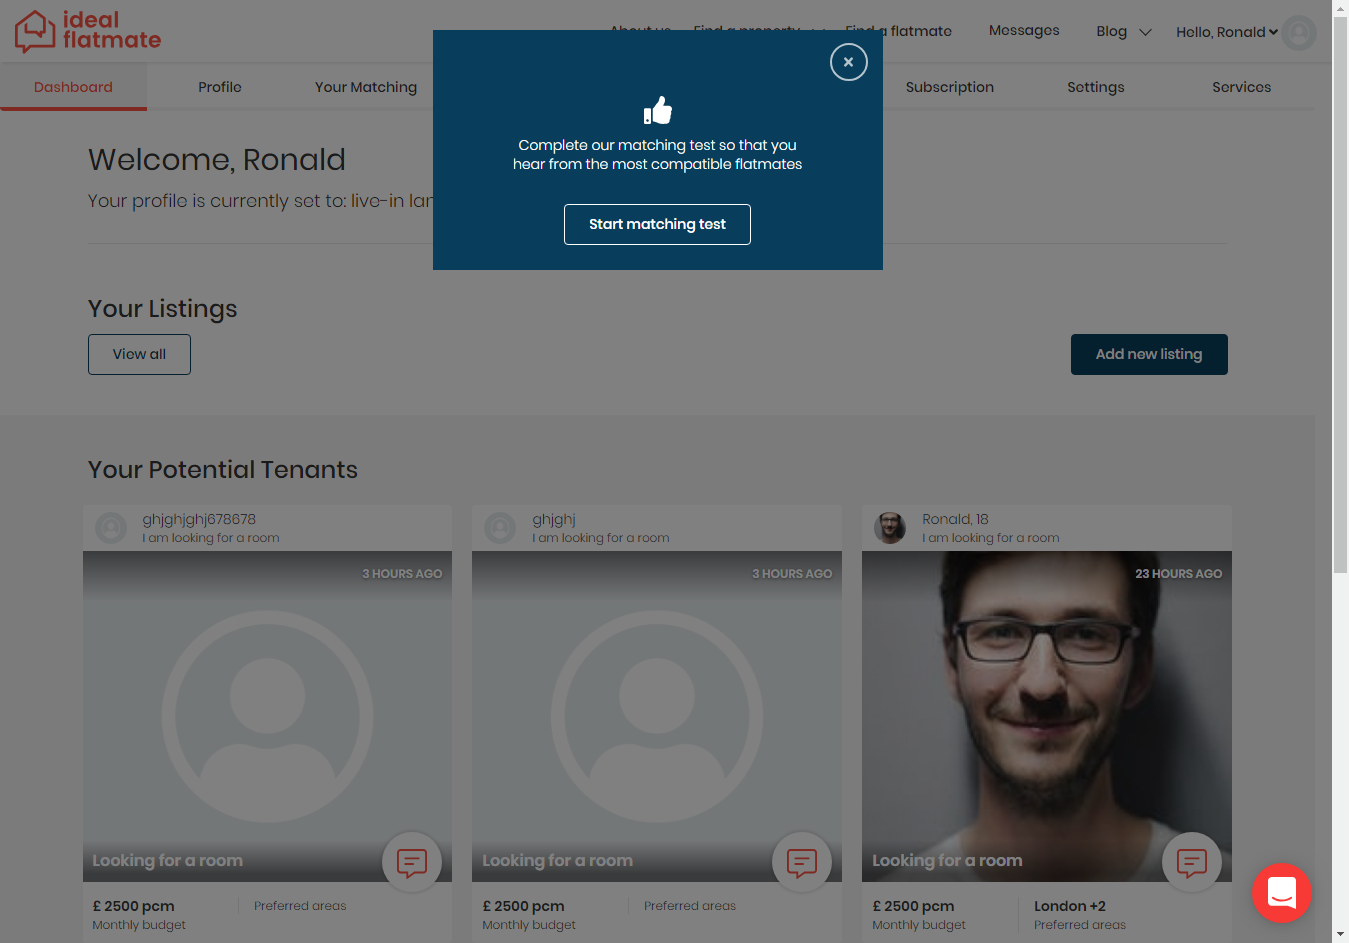 ideal
flatmate
About us
Find a property
Find a flatmate
Messages
Blog
Hello, Ronald
Dashboard
Profile
Your Matching
Subscription
Settings
Services
Complete our matching test so that you
hear from the most compatible flatmates
Start matching test
Welcome, Ronald
Your profile is currently set to: live-in lan
Your Listings
View all
Add new listing
Your Potential Tenants
ghjghjghj678678
I am looking for a room
3 HOURS AGO
Looking for a room
£ 2500 pcm
Monthly budget
Preferred areas
ghjghj
I am looking for a room
3 HOURS AGO
Looking for a room
£ 2500 pcm
Monthly budget
Preferred areas
Ronald, 18
I am looking for a room
23 HOURS AGO
Looking for a room
£ 2500 pcm
Monthly budget
London +2
Preferred areas